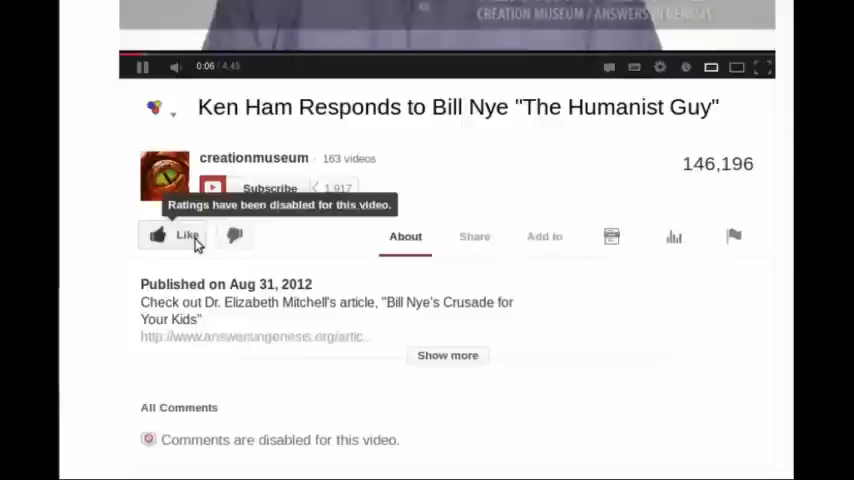 CREATION MUSEUM / ANSWERS IN GENESIS
0:06 / 4:45
Ken Ham Responds to Bill Nye "The Humanist Guy"
creationmuseum · 163 videos
146,196
Subscribe 1,917
Ratings have been disabled for this video.
Like
About Share Add to
Published on Aug 31, 2012
Check out Dr. Elizabeth Mitchell's article, "Bill Nye's Crusade for
Your Kids"
http://www.answersingenesis.org/artic...
Show more
All Comments
Comments are disabled for this video.